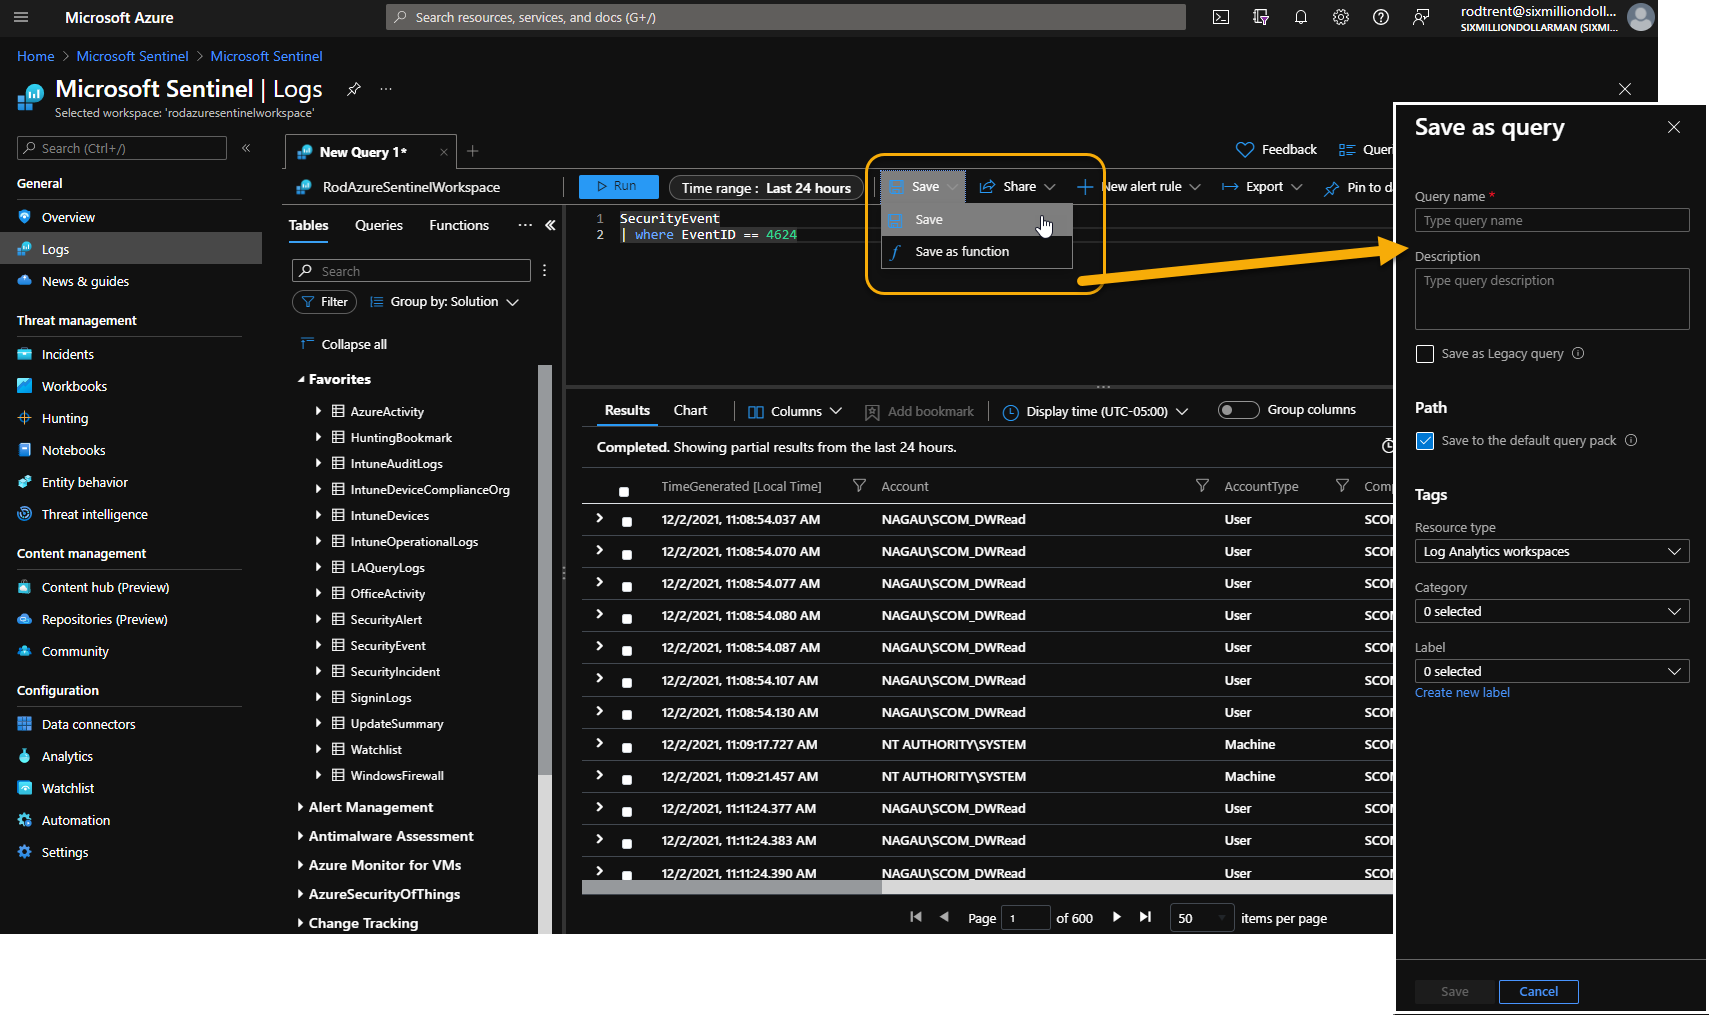 Microsoft Azure
Search resources, services, and docs (G+/)
rodtrent@sixmilliondoll...
SIXMILLIONDOLLARMAN (SIXMI...
Home > Microsoft Sentinel > Microsoft Sentinel
Microsoft Sentinel | Logs
Selected workspace: 'rodazuresentinelworkspace'
Search (Ctrl+/)
General
Overview
Logs
News & guides
Threat management
Incidents
Workbooks
Hunting
Notebooks
Entity behavior
Threat intelligence
Content management
Content hub (Preview)
Repositories (Preview)
Community
Configuration
Data connectors
Analytics
Watchlist
Automation
Settings
New Query 1*
Feedback
Queri
RodAzureSentinelWorkspace
Run
Time range : Last 24 hours
Save
Share
New alert rule
Export
Pin to da
Save
Save as function
Tables
Queries
Functions
Search
Filter
Group by: Solution
Collapse all
Favorites
AzureActivity
HuntingBookmark
IntuneAuditLogs
IntuneDeviceComplianceOrg
IntuneDevices
IntuneOperationalLogs
LAQueryLogs
OfficeActivity
SecurityAlert
SecurityEvent
SecurityIncident
SigninLogs
UpdateSummary
Watchlist
WindowsFirewall
Alert Management
Antimalware Assessment
Azure Monitor for VMs
AzureSecurityOfThings
Change Tracking
1 SecurityEvent
2 | where EventID == 4624
Results
Chart
Columns
Add bookmark
Display time (UTC-05:00)
Group columns
Completed. Showing partial results from the last 24 hours.
TimeGenerated [Local Time] Account AccountType Comp
12/2/2021, 11:08:54.037 AM NAGAU\SCOM_DWRead User SCOM
12/2/2021, 11:08:54.070 AM NAGAU\SCOM_DWRead User SCOM
12/2/2021, 11:08:54.077 AM NAGAU\SCOM_DWRead User SCOM
12/2/2021, 11:08:54.080 AM NAGAU\SCOM_DWRead User SCOM
12/2/2021, 11:08:54.087 AM NAGAU\SCOM_DWRead User SCOM
12/2/2021, 11:08:54.107 AM NAGAU\SCOM_DWRead User SCOM
12/2/2021, 11:08:54.130 AM NAGAU\SCOM_DWRead User SCOM
12/2/2021, 11:09:17.727 AM NT AUTHORITY\SYSTEM Machine SCOM
12/2/2021, 11:09:21.457 AM NT AUTHORITY\SYSTEM Machine SCOM
12/2/2021, 11:11:24.377 AM NAGAU\SCOM_DWRead User SCOM
12/2/2021, 11:11:24.383 AM NAGAU\SCOM_DWRead User SCOM
12/2/2021, 11:11:24.390 AM NAGAU\SCOM_DWRead User SCOM
Page 1 of 600 50 items per page
Save as query
Query name *
Type query name
Description
Type query description
Save as Legacy query
Path
Save to the default query pack
Tags
Resource type
Log Analytics workspaces
Category
0 selected
Label
0 selected
Create new label
Save
Cancel